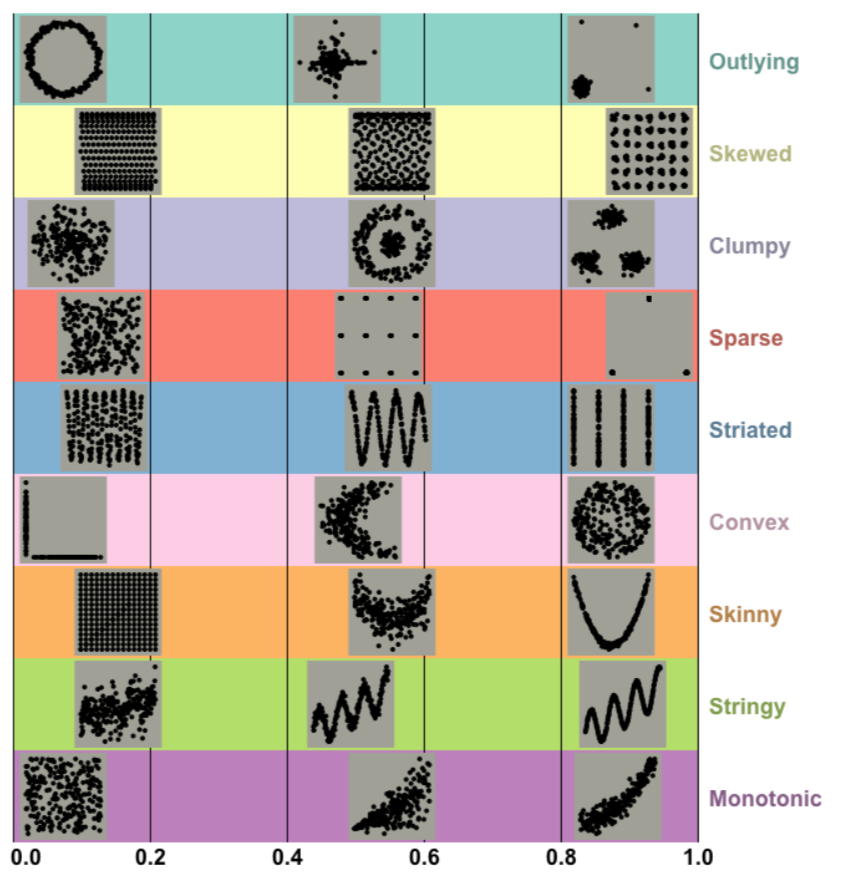 Outlying
Skewed
Clumpy
Sparse
Striated
Convex
Skinny
Stringy
Monotonic
0.0 0.2 0.4 0.6 0.8 1.0